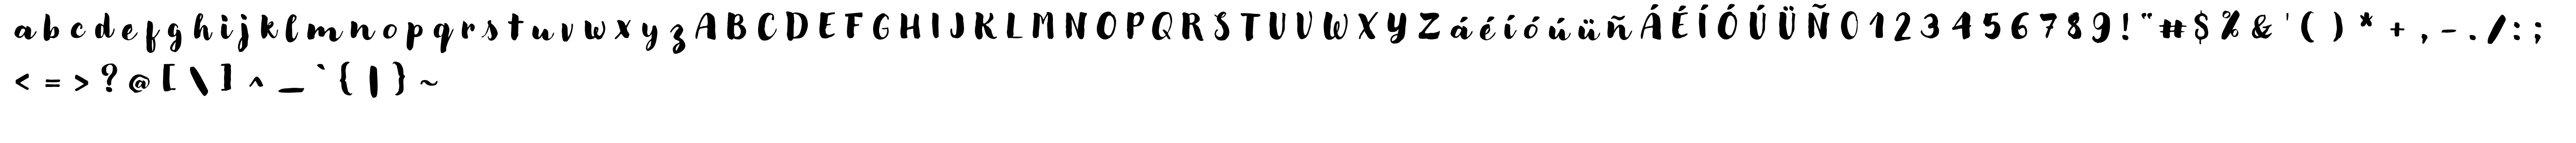 a b c d e f g h i j k l m n o p q r s t u v w x y z A B C D E F G H I J K L M N O P Q R S T U V W X Y Z á é í ó ú ü ñ Á É Í Ó Ú Ü Ñ 0 1 2 3 4 5 6 7 8 9 ! " # $ % & ' ( ) * + , - . / : ;
< = > ? @ [ \ ] ^ _ ` { | } ~